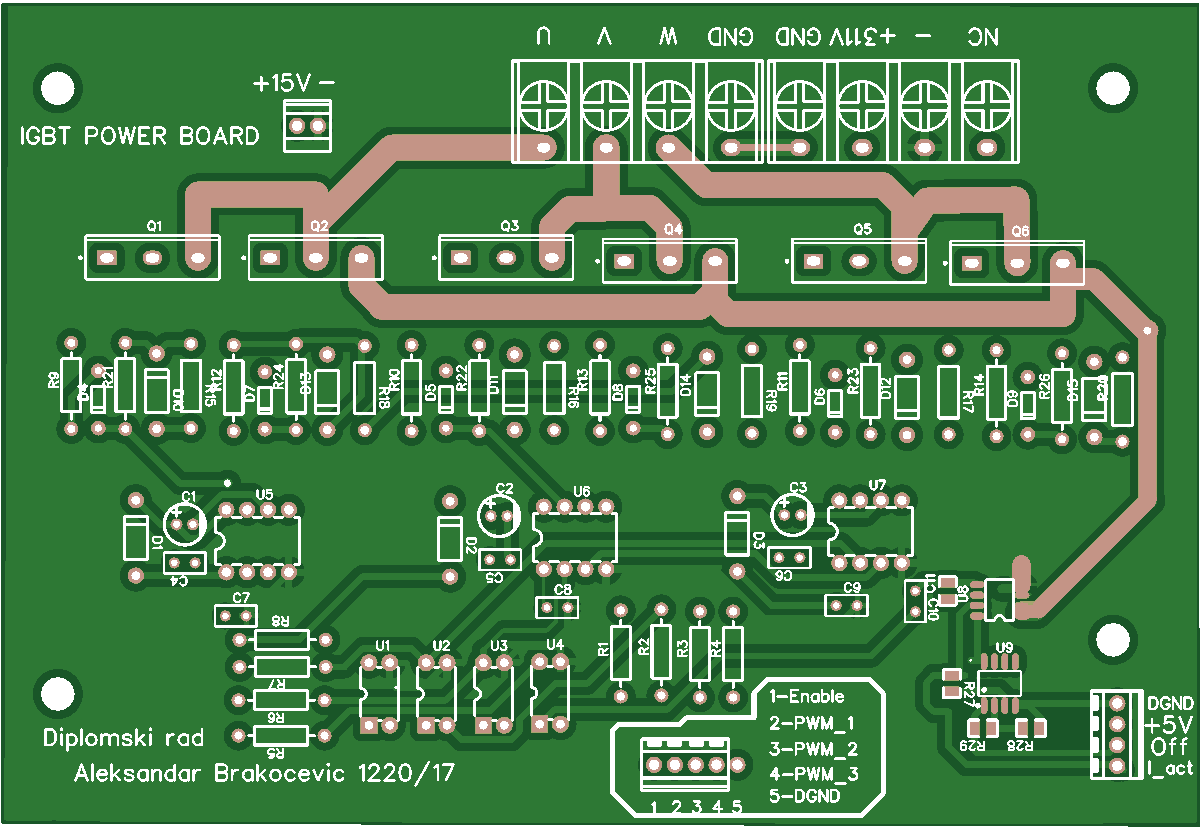 U V W GND GND +311V - NC
+15V -
IGBT POWER BOARD
Q1 Q2 Q3 Q4 Q5 Q6
R9 D4 R21 D10 R15 R12 D7 R24 D13 R18 R10 D5 R22 D11 R16 R13 D8 R25 D14 R19 R11 D6 R23 D12 R17 R14 D9 R26 D15 R20
C1 U5 C2 U6 C3 U7
D1 D2 D3
C4 C5 C6
C7 C8 C9 C10 C11 U8
R8
R7
R6
R5
U1 U2 U3 U4
R1 R2 R3 R4
U9
R27
R29 R28
DGND
+5V
Off
I_act
1-Enable
2-PWM_1
3-PWM_2
4-PWM_3
5-DGND
1 2 3 4 5
Diplomski rad
Aleksandar Brakocevic 1220/17